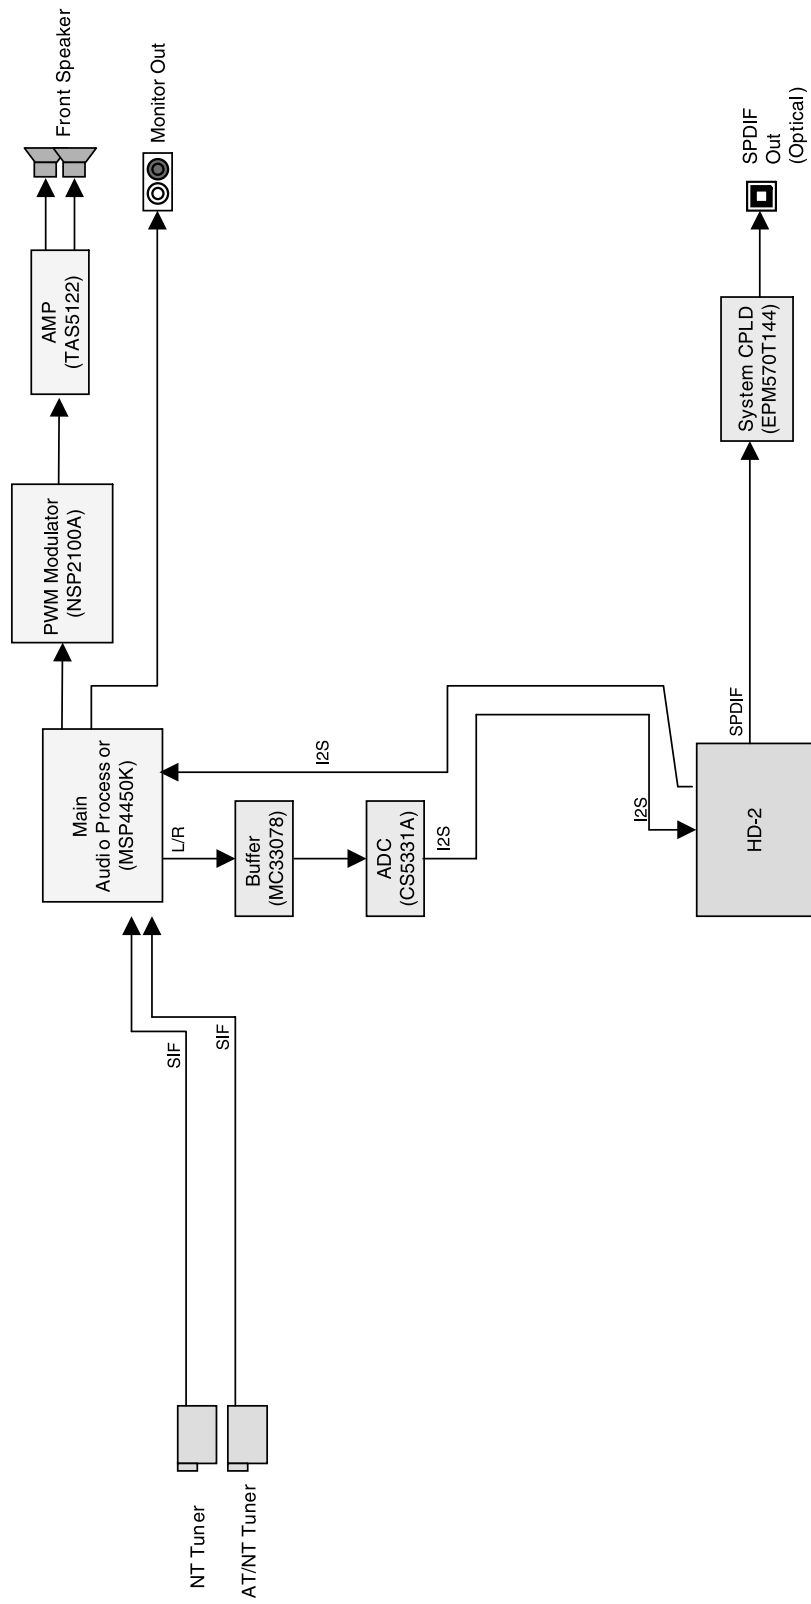 NT Tuner
AT/NT Tuner
SIF
SIF
Main
Audio Process or
(MSP4450K)
L/R
Buffer
(MC33078)
ADC
(CS5331A)
I2S
I2S
I2S
HD-2
SPDIF
PWM Modulator
(NSP2100A)
AMP
(TAS5122)
Front Speaker
Monitor Out
System CPLD
(EPM570T144)
SPDIF
Out
(Optical)